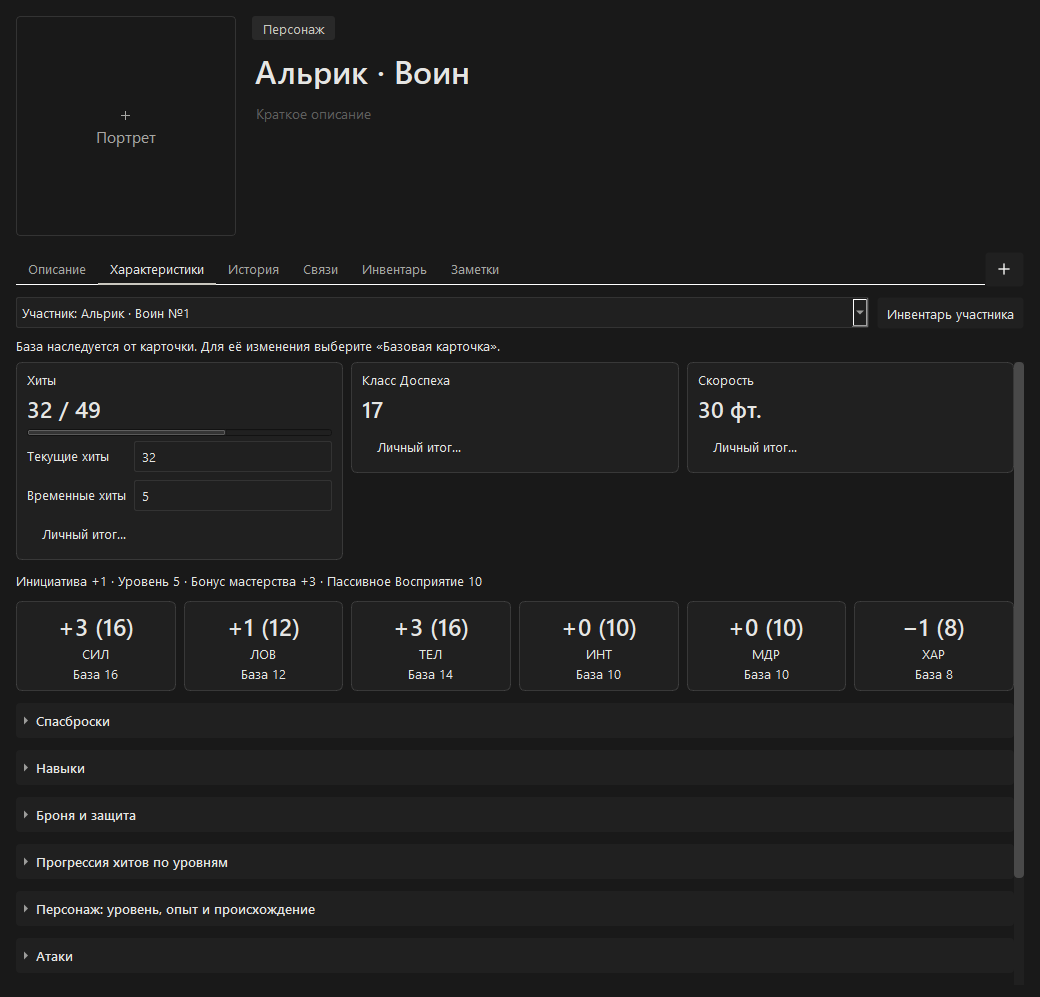 Персонаж
Альрик · Воин
Краткое описание
+
Портрет
Описание Характеристики История Связи Инвентарь Заметки +
Участник: Альрик · Воин №1 Инвентарь участника
База наследуется от карточки. Для её изменения выберите «Базовая карточка».
Хиты
32 / 49
Текущие хиты 32
Временные хиты 5
Личный итог...
Класс Доспеха
17
Личный итог...
Скорость
30 фт.
Личный итог...
Инициатива +1 · Уровень 5 · Бонус мастерства +3 · Пассивное Восприятие 10
+3 (16)
СИЛ
База 16
+1 (12)
ЛОВ
База 12
+3 (16)
ТЕЛ
База 14
+0 (10)
ИНТ
База 10
+0 (10)
МДР
База 10
−1 (8)
ХАР
База 8
Спасброски
Навыки
Броня и защита
Прогрессия хитов по уровням
Персонаж: уровень, опыт и происхождение
Атаки